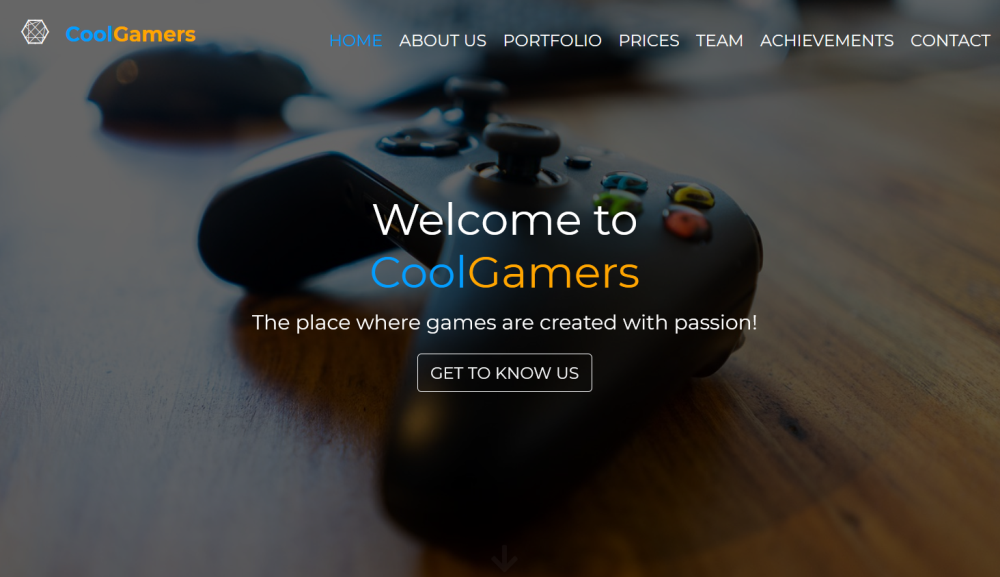 CoolGamers
HOME ABOUT US PORTFOLIO PRICES TEAM ACHIEVEMENTS CONTACT
Welcome to
CoolGamers
The place where games are created with passion!
GET TO KNOW US